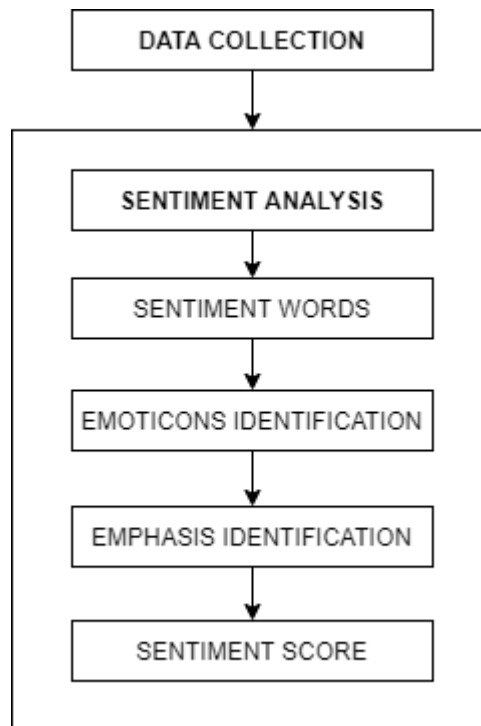 DATA COLLECTION
SENTIMENT ANALYSIS
SENTIMENT WORDS
EMOTICONS IDENTIFICATION
EMPHASIS IDENTIFICATION
SENTIMENT SCORE